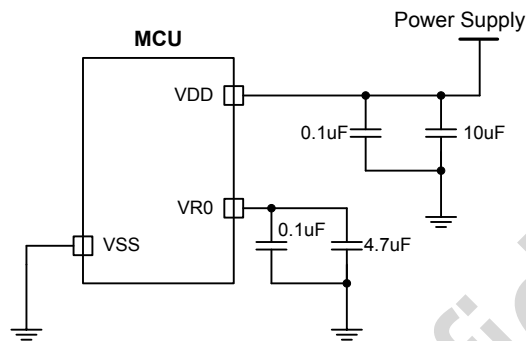 Power Supply
MCU
VDD
0.1uF
10uF
VR0
0.1uF
4.7uF
VSS